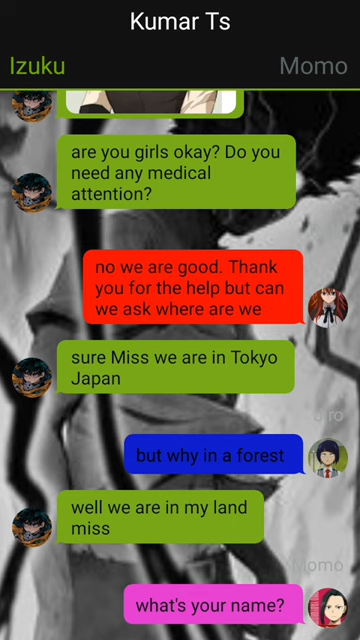 Kumar Ts
Izuku
Momo
are you girls okay? Do you
need any medical
attention?
no we are good. Thank
you for the help but can
we ask where are we
sure Miss we are in Tokyo
Japan
Jiro
but why in a forest
well we are in my land
miss
Momo
what's your name?